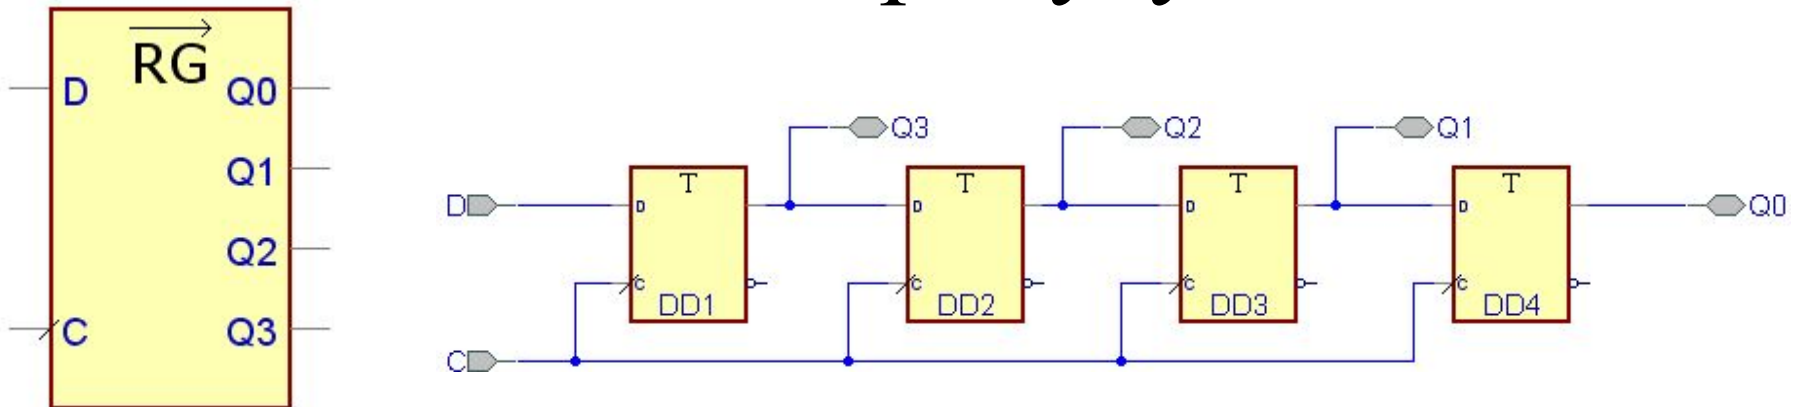 RG
D Q0
Q1
Q2
C Q3
Q3 Q2 Q1
T T T T
D D D D D Q0
C C C C
DD1 DD2 DD3 DD4
C